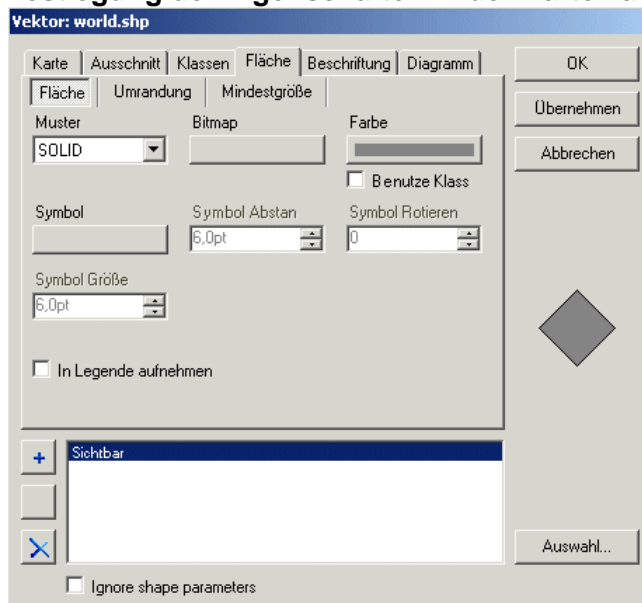 Vektor: world.shp
Karte Ausschnitt Klassen Fläche Beschriftung Diagramm
OK
Fläche Umrandung Mindestgröße
Übernehmen
Muster Bitmap Farbe
SOLID
Abbrechen
Benutze Klass
Symbol Symbol Abstan Symbol Rotieren
6,0pt 0
Symbol Größe
6,0pt
In Legende aufnehmen
+ Sichtbar
Auswahl...
Ignore shape parameters